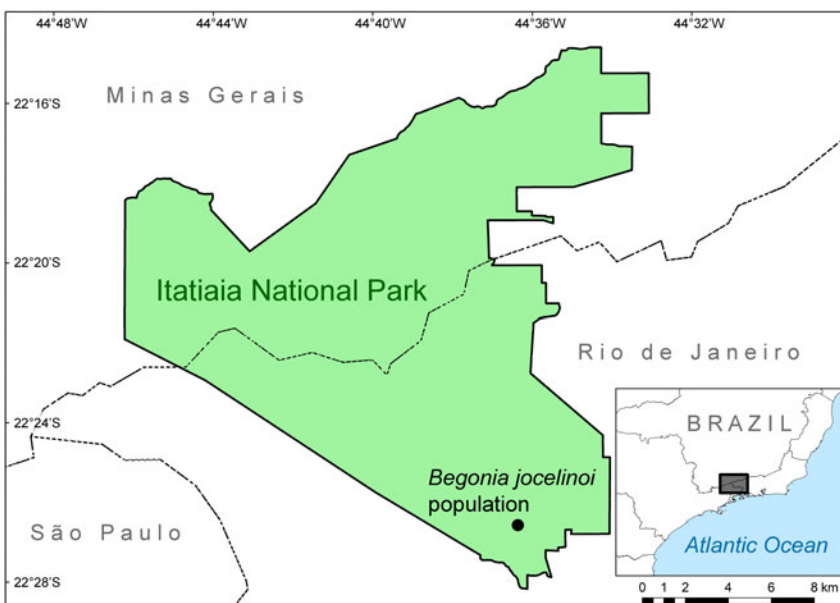 44°48'W 44°44'W 44°40'W 44°36'W 44°32'W
Minas Gerais
22°16'S
22°20'S
Itatiaia National Park
Rio de Janeiro
22°24'S
BRAZIL
Begonia jocelinoi
population
São Paulo
Atlantic Ocean
22°28'S
0 1 2 4 6 8 km